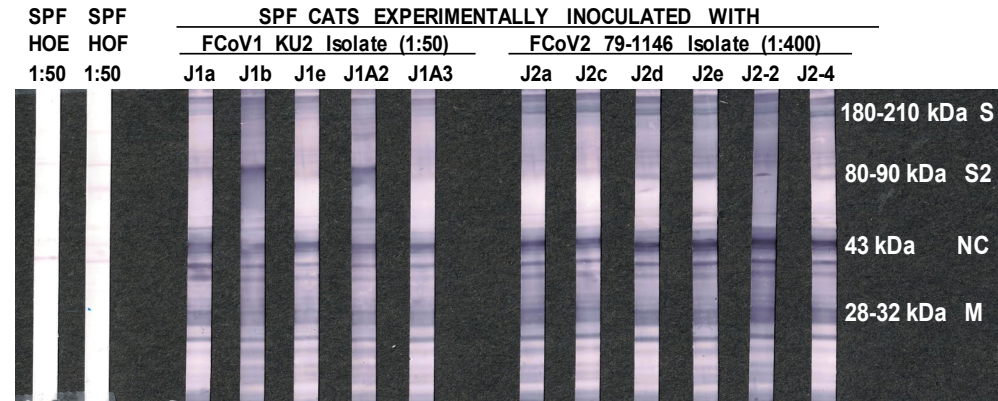 SPF SPF SPF CATS EXPERIMENTALLY INOCULATED WITH
HOE HOF FCoV1 KU2 Isolate (1:50) FCoV2 79-1146 Isolate (1:400)
1:50 1:50 J1a J1b J1e J1A2 J1A3 J2a J2c J2d J2e J2-2 J2-4
180-210 kDa S
80-90 kDa S2
43 kDa NC
28-32 kDa M